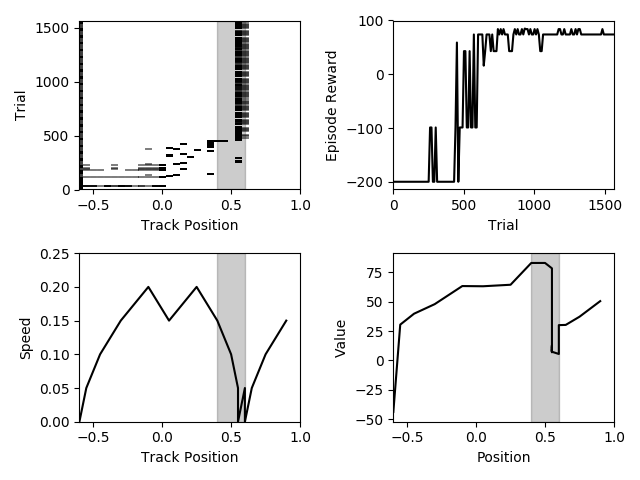 1500
1000
500
0
Trial
−0.5 0.0 0.5 1.0
Track Position
100
0
−100
−200
Episode Reward
0 500 1000 1500
Trial
0.25
0.20
0.15
0.10
0.05
0.00
Speed
−0.5 0.0 0.5 1.0
Track Position
75
50
25
0
−25
−50
Value
−0.5 0.0 0.5 1.0
Position